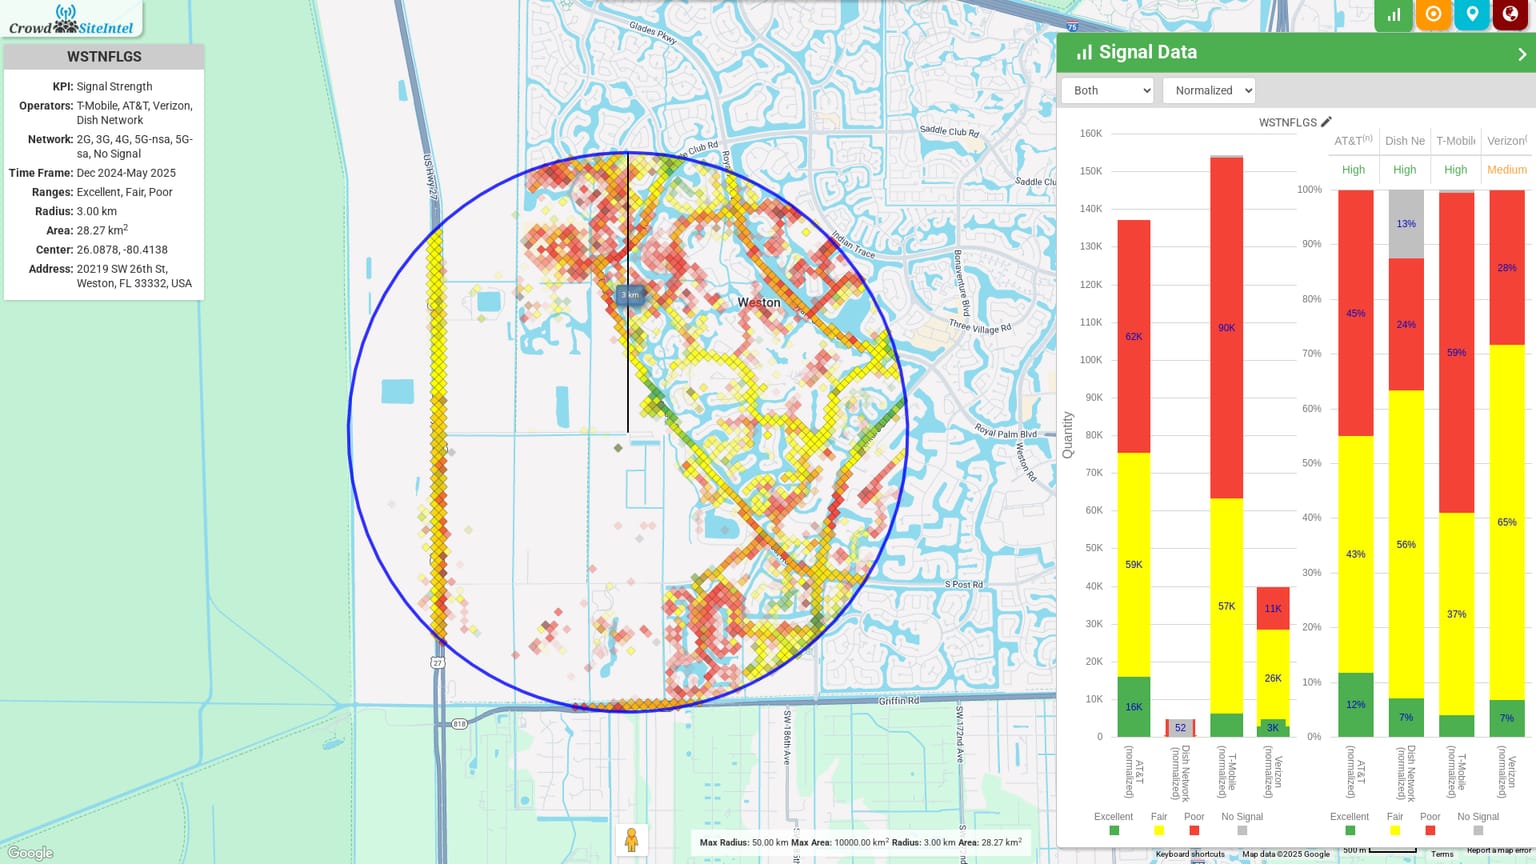 Crowd SiteIntel
WSTNFLGS
KPI: Signal Strength
Operators: T-Mobile, AT&T, Verizon,
Dish Network
Network: 2G, 3G, 4G, 5G-nsa, 5G-
sa, No Signal
Time Frame: Dec 2024-May 2025
Ranges: Excellent, Fair, Poor
Radius: 3.00 km
Area: 28.27 km2
Center: 26.0878, -80.4138
Address: 20219 SW 26th St,
Weston, FL 33332, USA
Glades Pkwy
75
Saddle Club Rd
Club Rd
Saddle Clu
US Hwy 27
Indian Trace
Bonaventure Blvd
3 km
Weston
Three Village Rd
Royal Palm Blvd
Weston Rd
S Post Rd
27
818
Griffin Rd
SW 186th Ave
SW 172nd Ave
Google
Max Radius: 50.00 km Max Area: 10000.00 km2 Radius: 3.00 km Area: 28.27 km2
Signal Data
Both
Normalized
WSTNFLGS
Quantity
160K
150K
140K
130K
120K
110K
100K
90K
80K
70K
60K
50K
40K
30K
20K
10K
0
62K
59K
16K
52
90K
57K
11K
26K
3K
AT&T
(normalized)
Dish Network
(normalized)
T-Mobile
(normalized)
Verizon
(normalized)
Excellent Fair Poor No Signal
AT&T(n) Dish Ne T-Mobile Verizon(
High High High Medium
100%
90%
80%
70%
60%
50%
40%
30%
20%
10%
0%
45%
43%
12%
13%
24%
56%
7%
59%
37%
28%
65%
7%
AT&T
(normalized)
Dish Network
(normalized)
T-Mobile
(normalized)
Verizon
(normalized)
Excellent Fair Poor No Signal
500 m
Keyboard shortcuts Map data ©2025 Google Terms Report a map error